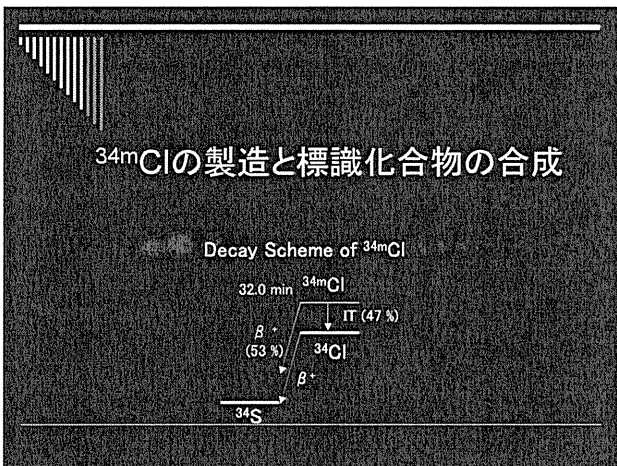 34mClの製造と標識化合物の合成
Decay Scheme of 34mCl
32.0 min 34mCl
IT (47 %)
β+
(53 %)
34Cl
β+
34S